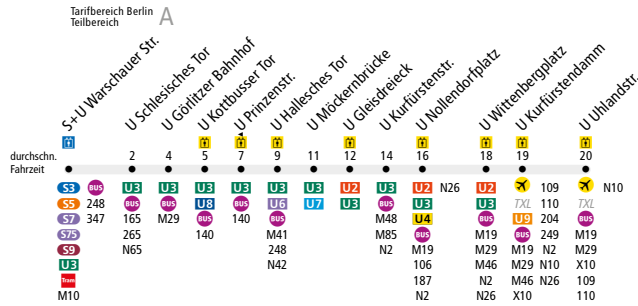 Tarifbereich Berlin A
Teilbereich
S+U Warschauer Str.
U Schlesisches Tor
U Görlitzer Bahnhof
U Kottbusser Tor
U Prinzenstr.
U Hallesches Tor
U Möckernbrücke
U Gleisdreieck
U Kurfürstenstr.
U Nollendorfplatz
U Wittenbergplatz
U Kurfürstendamm
U Uhlandstr.
durchschn. 2 4 5 7 9 11 12 14 16 18 19 20
Fahrzeit
S3 BUS U3 U3 U3 U3 U3 U3 U2 U3 U2 N26 U2 109 N10
S5 248 BUS BUS U8 BUS U6 U7 U3 BUS U3 U3 TXL 110 TXL
S7 347 165 M29 BUS 140 BUS M48 U4 BUS U9 204 BUS
S75 265 140 M41 M85 BUS M19 BUS 249 M19
S9 N65 248 N2 M19 M29 M19 N2 M29
U3 N42 106 M46 M29 N10 X10
Tram 187 N2 M46 N26 109
M10 N2 N26 X10 110